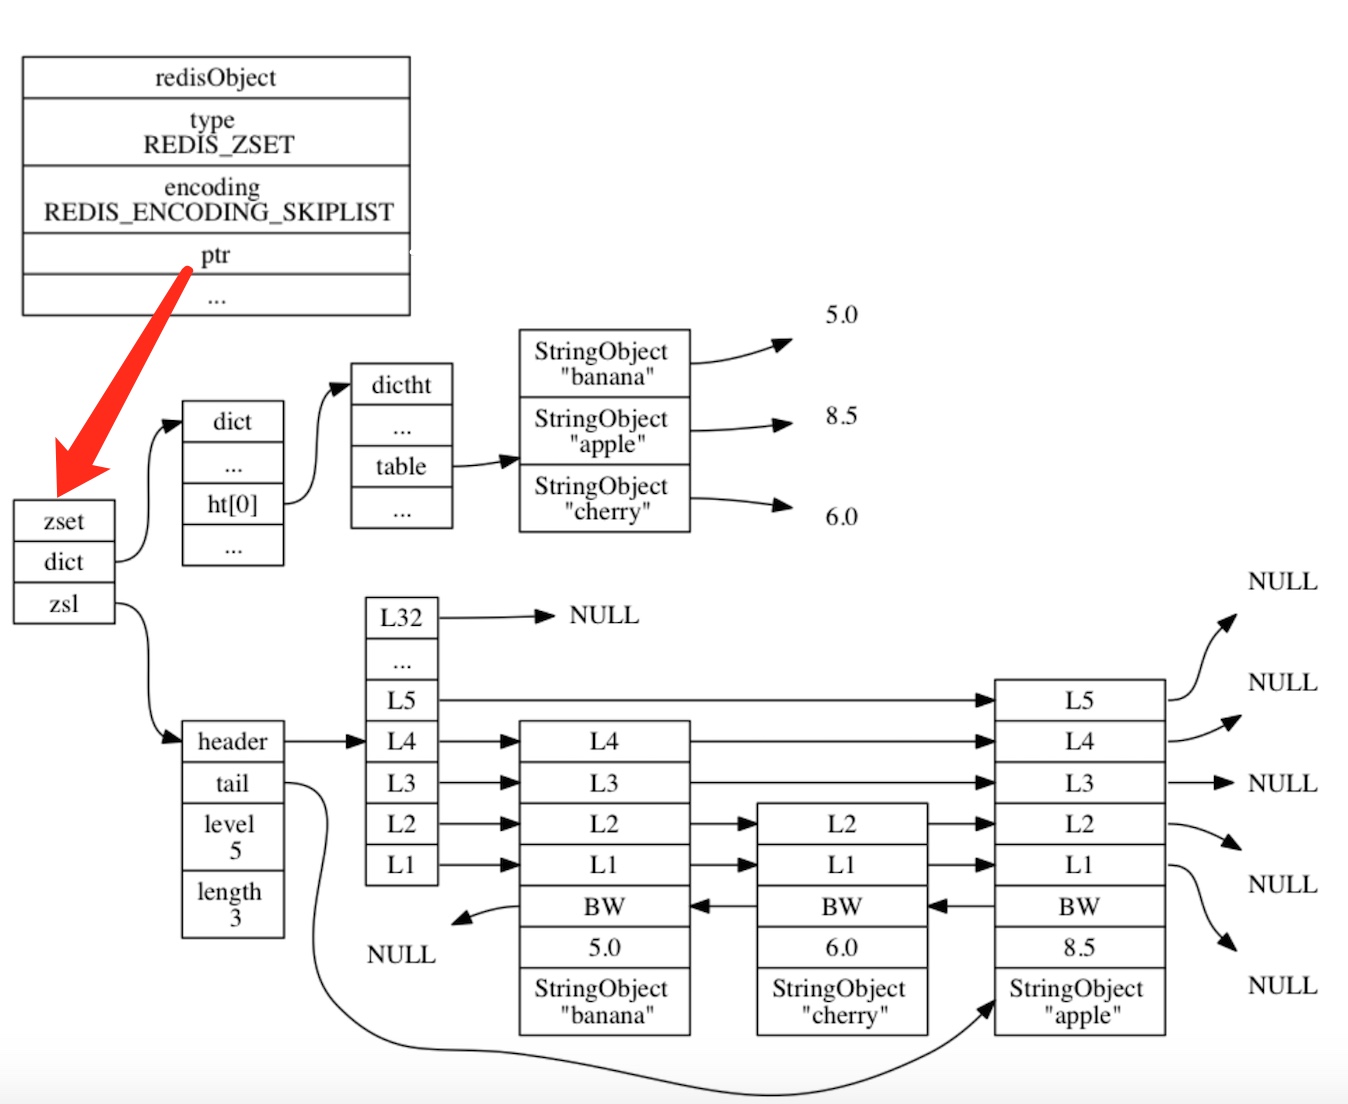 redisObject
type
REDIS_ZSET
encoding
REDIS_ENCODING_SKIPLIST
ptr
...
zset
dict
zsl
dict
...
ht[0]
...
dictht
...
table
...
StringObject
"banana"
StringObject
"apple"
StringObject
"cherry"
5.0
8.5
6.0
header
tail
level
5
length
3
L32
...
L5
L4
L3
L2
L1
NULL
NULL
L4
L3
L2
L1
BW
5.0
StringObject
"banana"
L2
L1
BW
6.0
StringObject
"cherry"
L5
L4
L3
L2
L1
BW
8.5
StringObject
"apple"
NULL
NULL
NULL
NULL
NULL